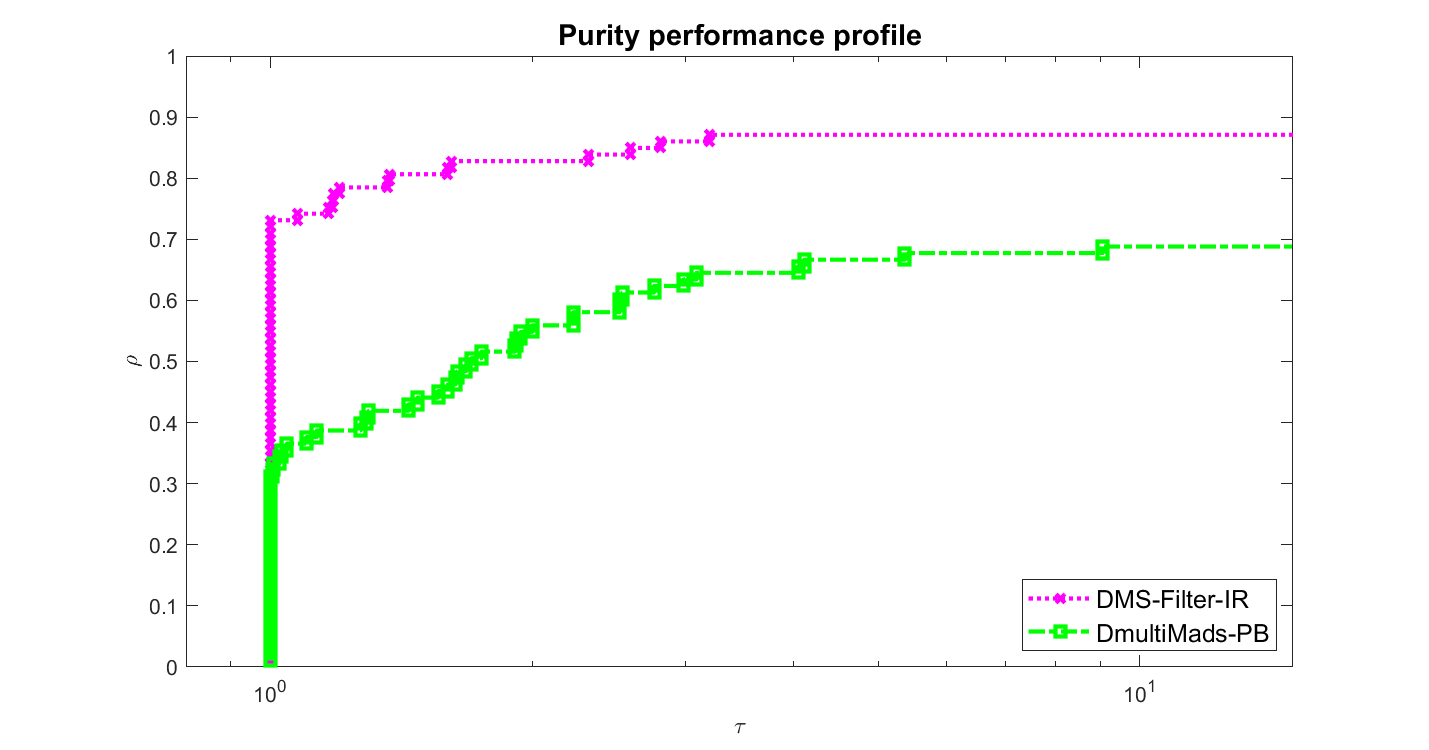 Purity performance profile
1
0.9
0.8
0.7
0.6
0.5
0.4
0.3
0.2
0.1
0
ρ
10⁰
10¹
τ
DMS-Filter-IR
DmultiMads-PB